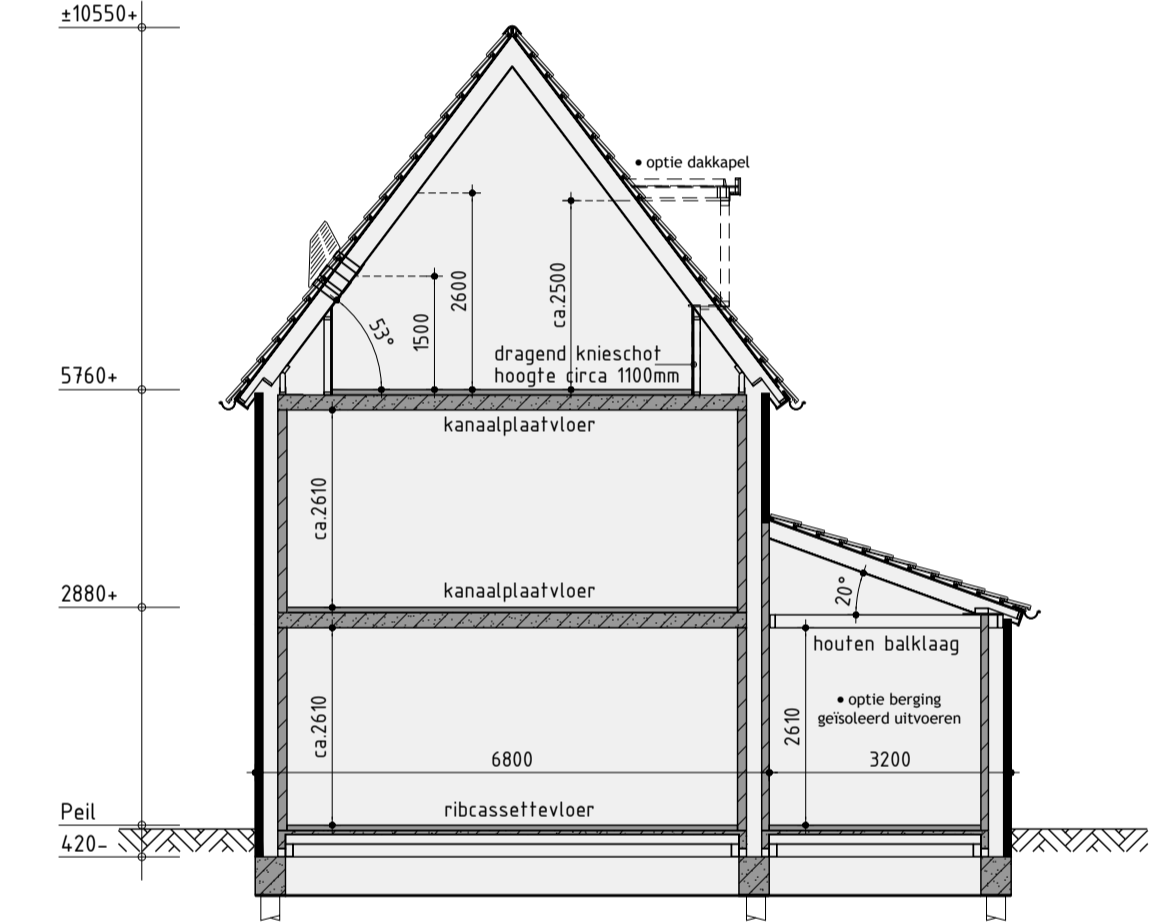 ±10550+
• optie dakkapel
53°
1500
2600
ca.2500
dragend knieschot
hoogte circa 1100mm
5760+
kanaalplaatvloer
ca.2610
kanaalplaatvloer
2880+
20°
houten balklaag
• optie berging
geïsoleerd uitvoeren
ca.2610
2610
6800
3200
ribcassettevloer
Peil
420-